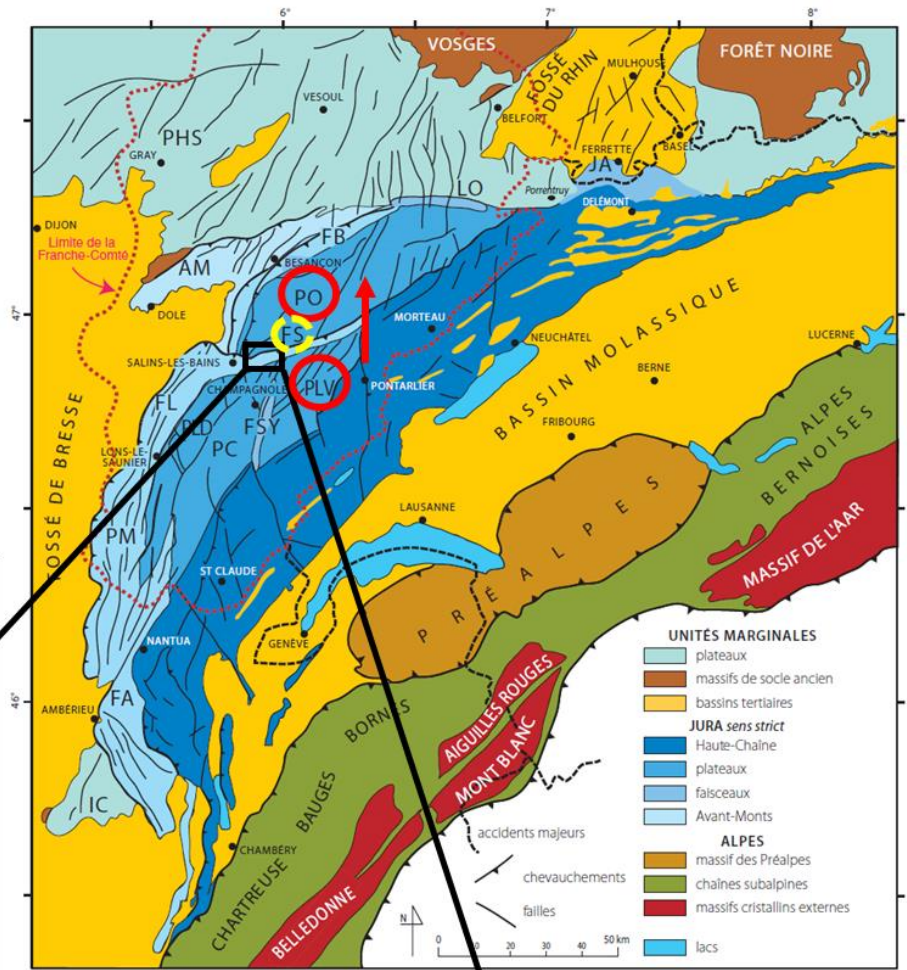 6°
7°
8°
VOSGES
FORÊT NOIRE
FOSSÉ
DU RHIN
MULHOUSE
VESOUL
BELFORT
PHS
GRAY
FERRETTE
BASEL
JA
LO
Porrentruy
DELÉMONT
DIJON
Limite de la
Franche-Comté
FB
BESANÇON
AM
PO
47°
DOLE
FS
MORTEAU
NEUCHÂTEL
LUCERNE
SALINS-LES-BAINS
BERNE
CHAMPAGNOLE
PLV
PONTARLIER
BASSIN MOLASSIQUE
FL
PLD
FSY
FRIBOURG
LONS-LE-
SAUNIER
PC
ALPES
BERNOISES
OSSÉ DE BRESSE
LAUSANNE
PM
MASSIF DE L'AAR
ST CLAUDE
PRÉALPES
GENÈVE
NANTUA
46°
FA
AMBÉRIEU
BORNES
AIGUILLES ROUGES
MONT BLANC
IC
BAUGES
CHAMBÉRY
CHARTREUSE
BELLEDONNE
accidents majeurs
chevauchements
failles
N
0 10 20 30 40 50 km
UNITÉS MARGINALES
plateaux
massifs de socle ancien
bassins tertiaires
JURA sens strict
Haute-Chaîne
plateaux
faisceaux
Avant-Monts
ALPES
massif des Préalpes
chaînes subalpines
massifs cristallins externes
lacs